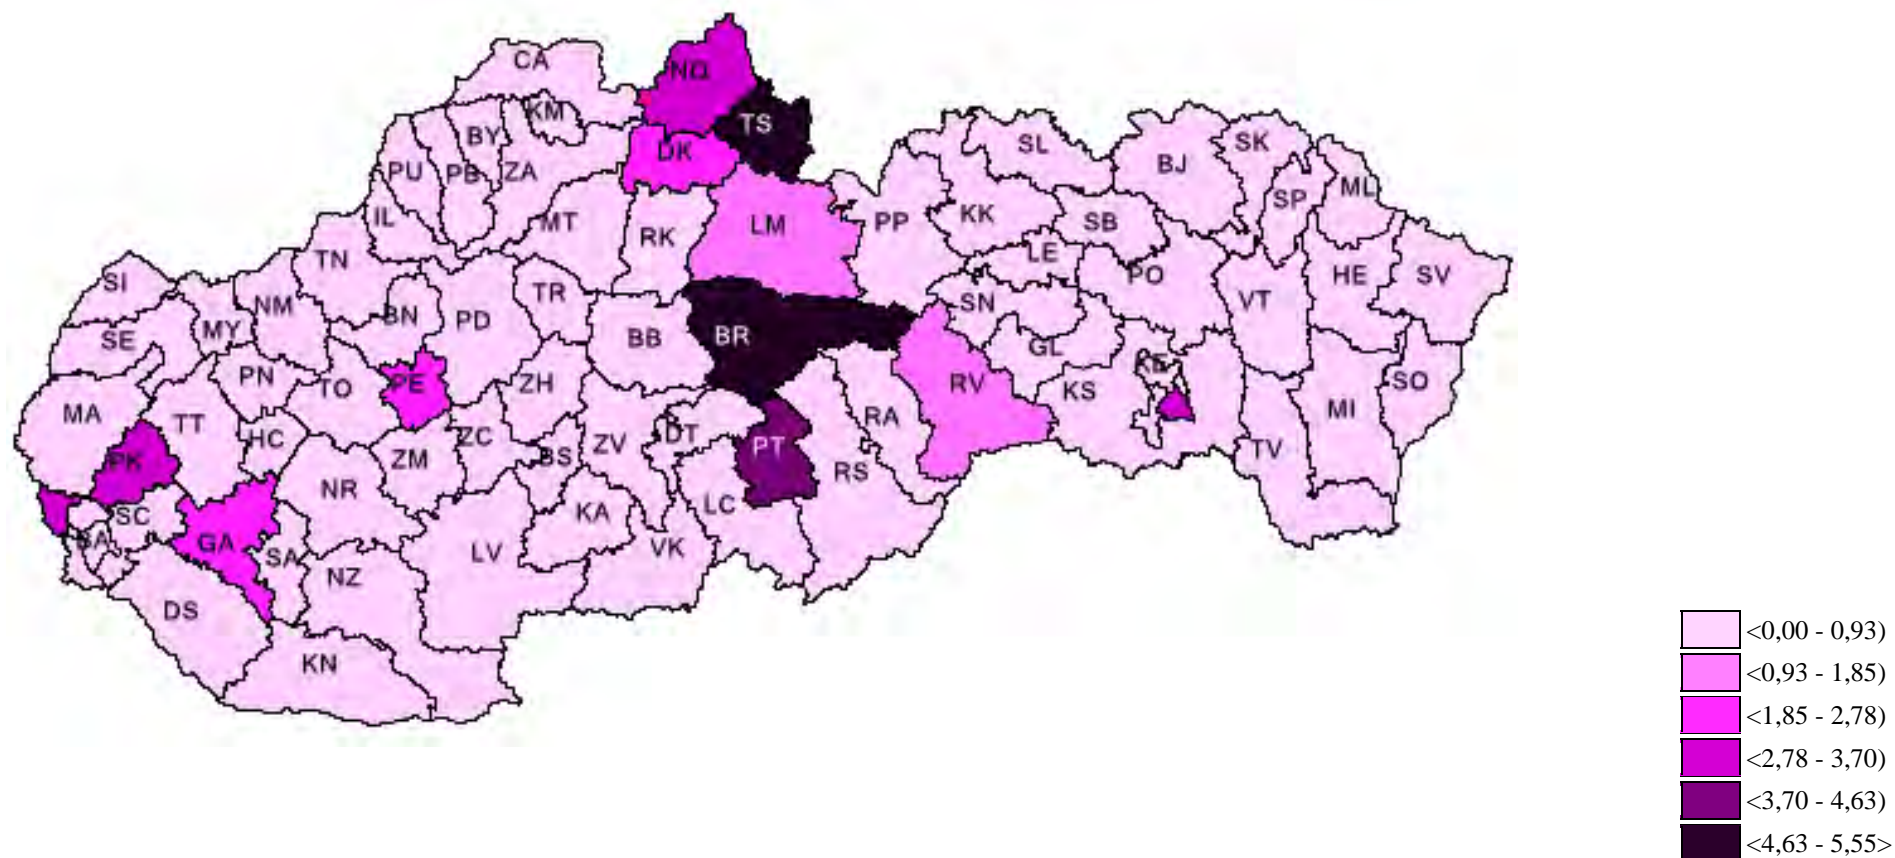 CA
NO
KM
TS
BY
DK
SL
SK
BJ
PU
PB
ZA
ML
SP
IL
MT
RK
LM
PP
KK
SB
TN
LE
SI
PO
HE
SV
NM
BN
TR
SN
VT
MY
PD
SE
BB
BR
GL
KE
PN
TO
PE
ZH
RV
KS
SO
MA
TT
RA
MI
HC
ZC
DT
ZV
PT
TV
PK
ZM
BS
RS
NR
LC
SC
KA
BA
GA
SA
LV
VK
NZ
DS
KN
<0,00 - 0,93)
<0,93 - 1,85)
<1,85 - 2,78)
<2,78 - 3,70)
<3,70 - 4,63)
<4,63 - 5,55>